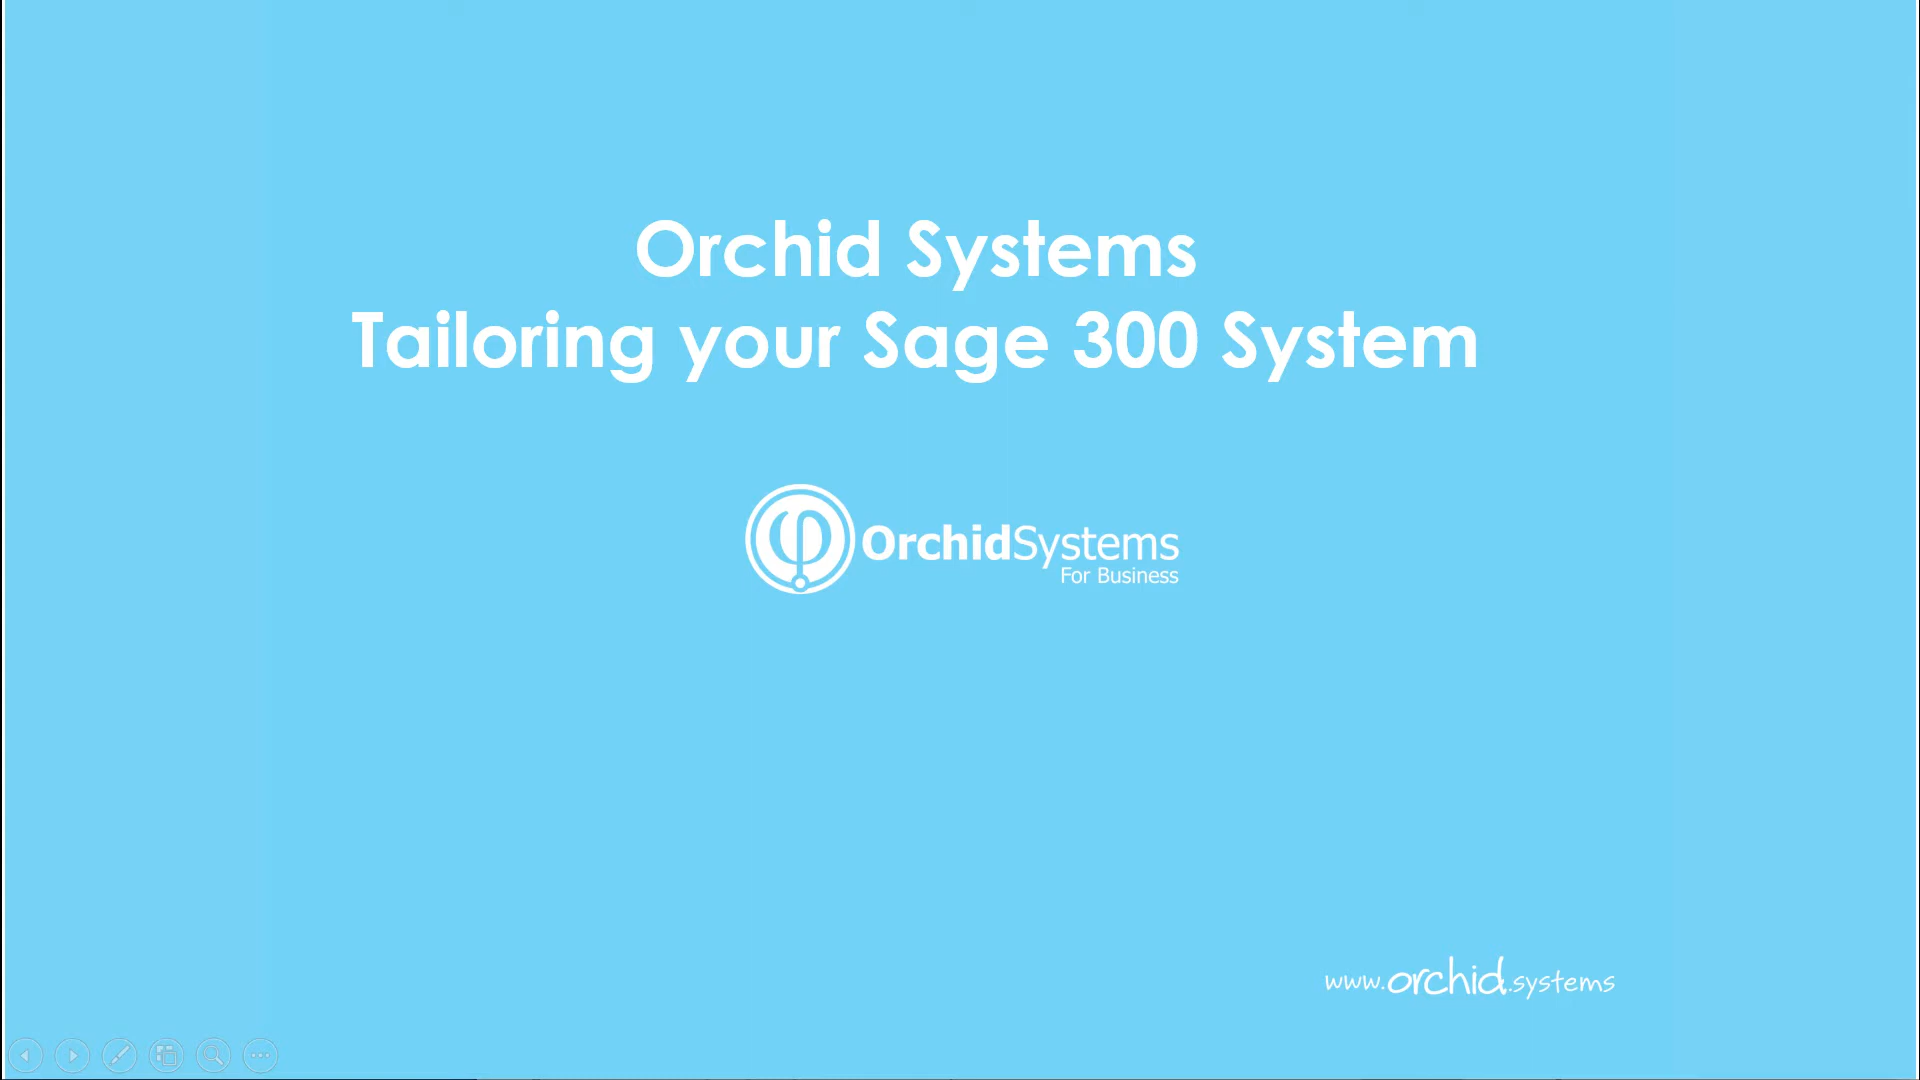 Orchid Systems
Tailoring your Sage 300 System
OrchidSystems
For Business
www.orchid.systems